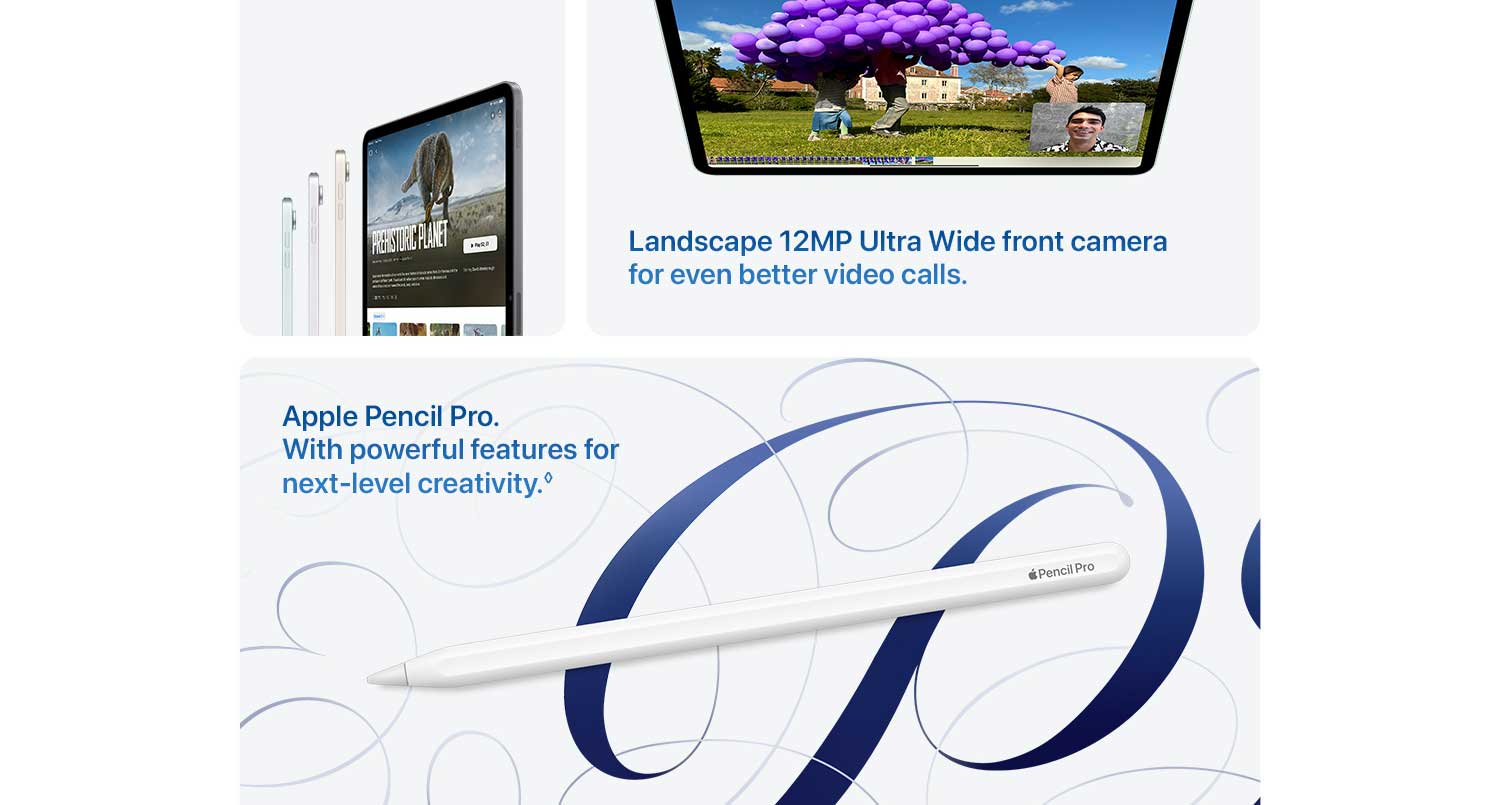 PREHISTORIC PLANET
Landscape 12MP Ultra Wide front camera
for even better video calls.
Apple Pencil Pro.
With powerful features for
next-level creativity.◊
Pencil Pro